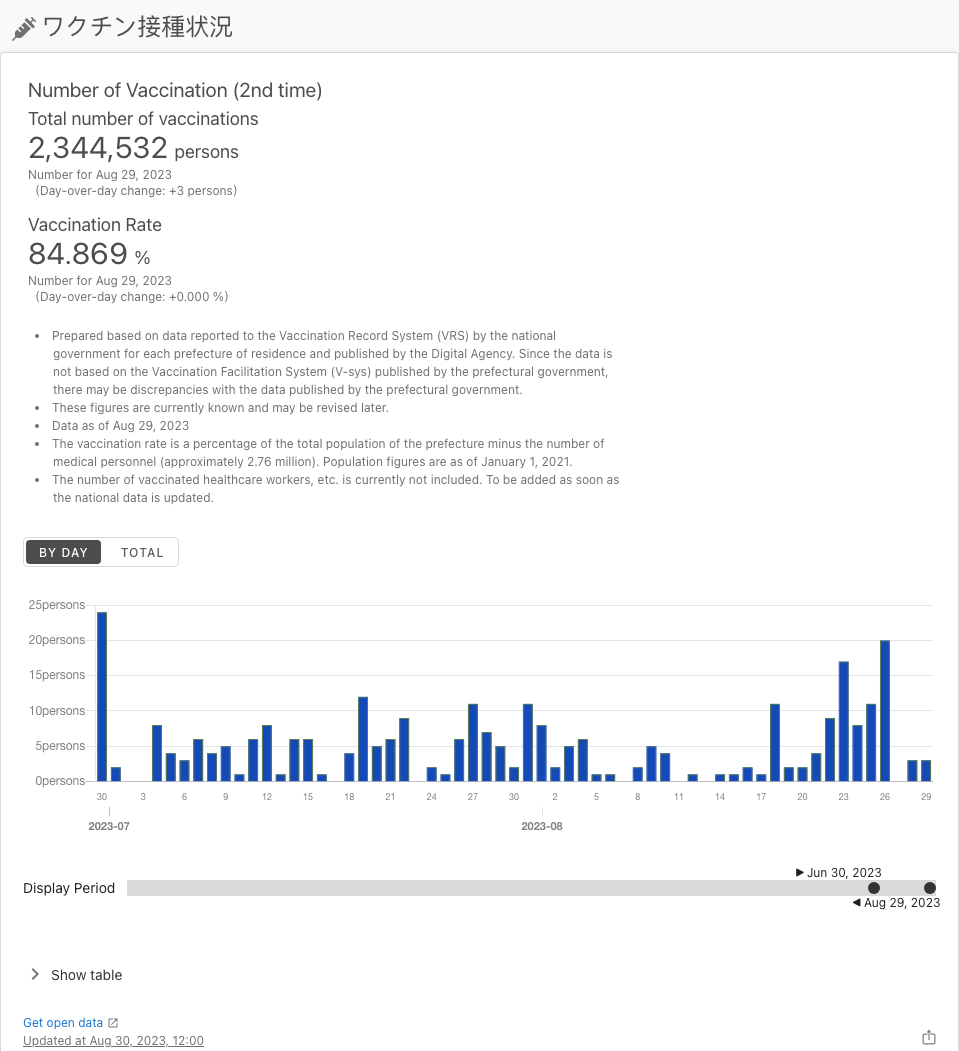 ワクチン接種状況
Number of Vaccination (2nd time)
Total number of vaccinations
2,344,532 persons
Number for Aug 29, 2023
(Day-over-day change: +3 persons)
Vaccination Rate
84.869 %
Number for Aug 29, 2023
(Day-over-day change: +0.000 %)
• Prepared based on data reported to the Vaccination Record System (VRS) by the national
government for each prefecture of residence and published by the Digital Agency. Since the data is
not based on the Vaccination Facilitation System (V-sys) published by the prefectural government,
there may be discrepancies with the data published by the prefectural government.
• These figures are currently known and may be revised later.
• Data as of Aug 29, 2023
• The vaccination rate is a percentage of the total population of the prefecture minus the number of
medical personnel (approximately 2.76 million). Population figures are as of January 1, 2021.
• The number of vaccinated healthcare workers, etc. is currently not included. To be added as soon as
the national data is updated.
BY DAY TOTAL
25persons
20persons
15persons
10persons
5persons
0persons
30 3 6 9 12 15 18 21 24 27 30 2 5 8 11 14 17 20 23 26 29
2023-07 2023-08
Jun 30, 2023
Display Period
Aug 29, 2023
Show table
Get open data
Updated at Aug 30, 2023, 12:00